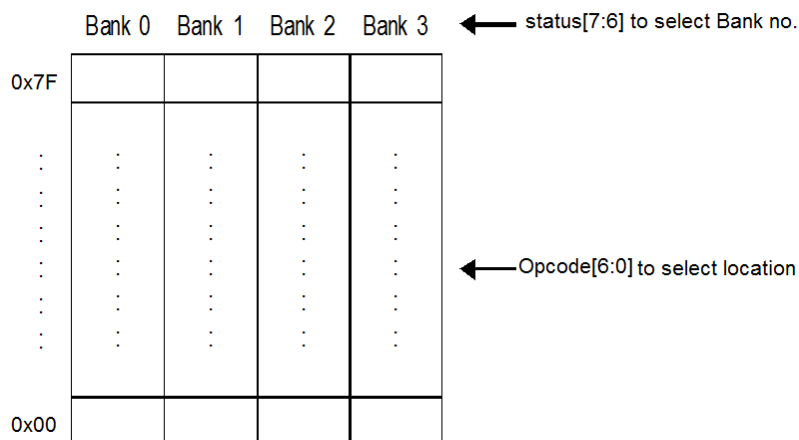 Bank 0 Bank 1 Bank 2 Bank 3 status[7:6] to select Bank no.
0x7F
Opcode[6:0] to select location
0x00